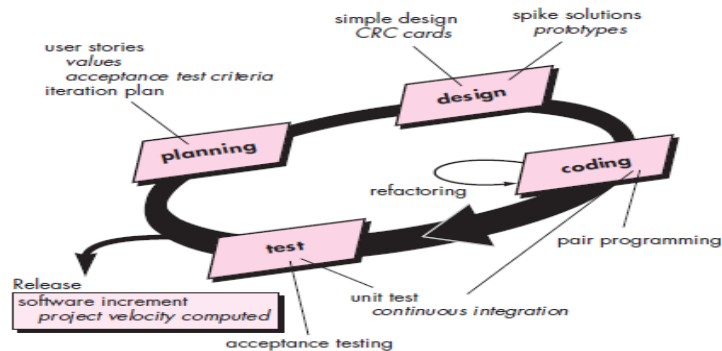 simple design
CRC cards
spike solutions
prototypes
user stories
values
acceptance test criteria
iteration plan
design
planning
coding
refactoring
test
pair programming
Release
software increment
project velocity computed
unit test
continuous integration
acceptance testing